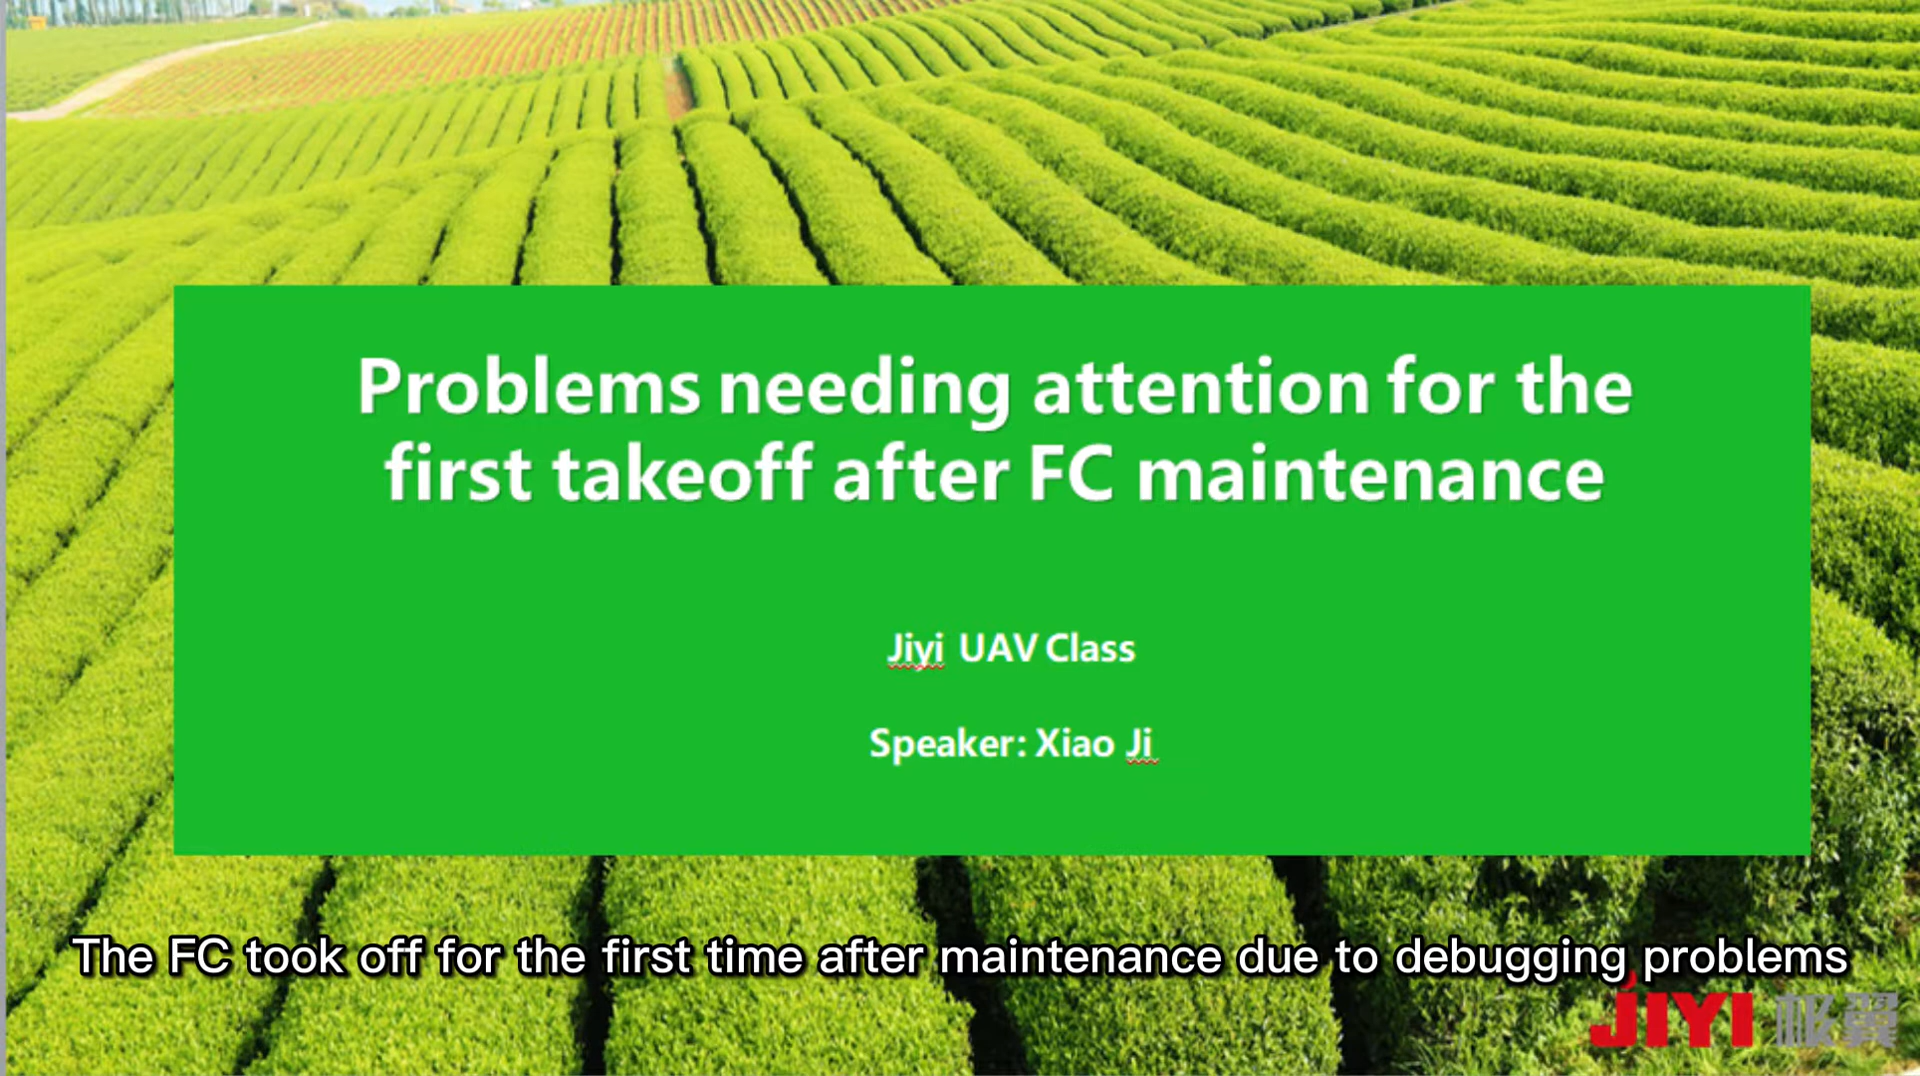 Problems needing attention for the
first takeoff after FC maintenance
Jiyi UAV Class
Speaker: Xiao Ji
The FC took off for the first time after maintenance due to debugging problems
JIYI 极翼